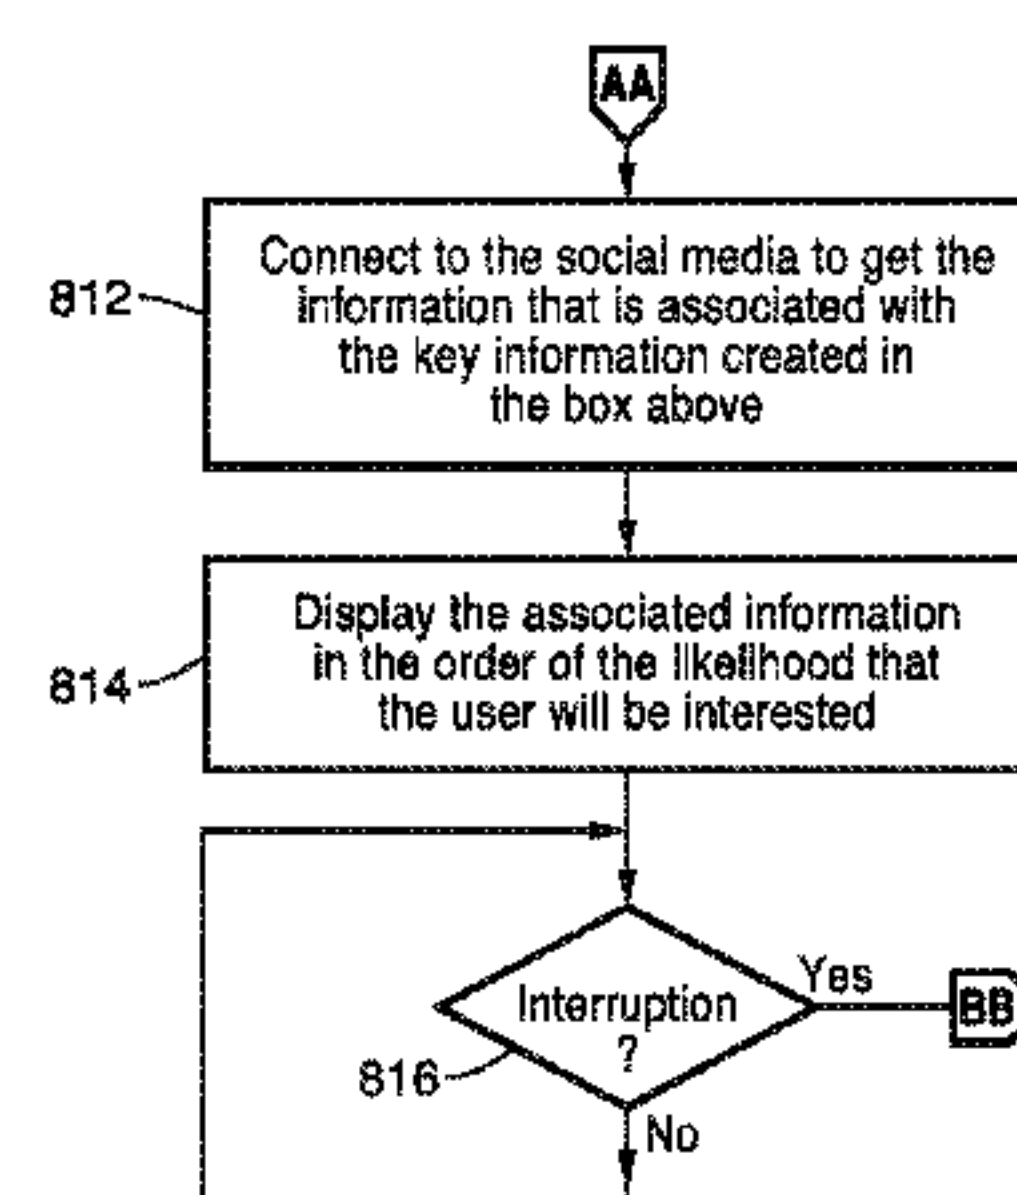 AA
812
Connect to the social media to get the
information that is associated with
the key information created in
the box above
814
Display the associated information
in the order of the likelihood that
the user will be interested
Interruption
?
816
Yes
BB
No